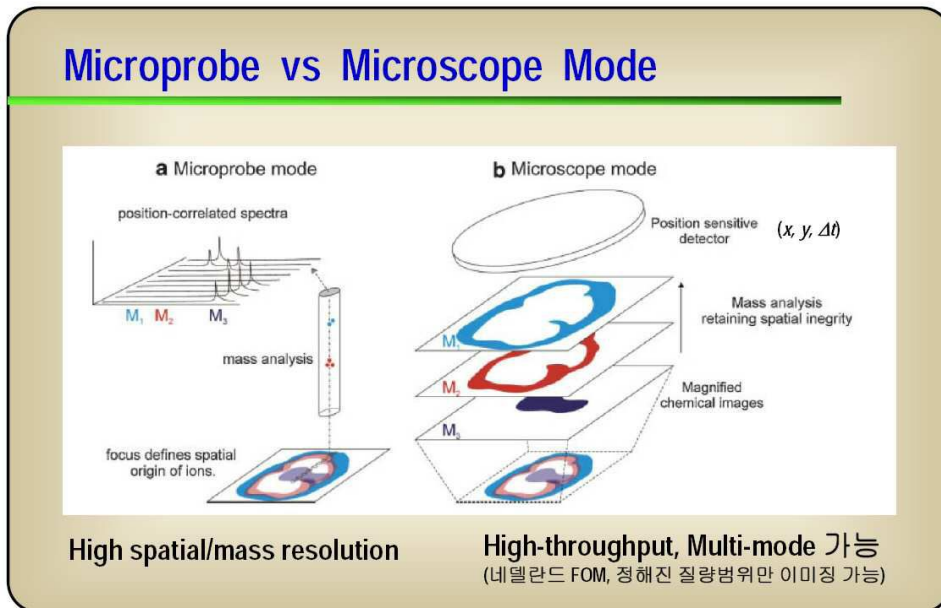 Microprobe vs Microscope Mode
a Microprobe mode
position-correlated spectra
M₁ M₂ M₃
mass analysis
focus defines spatial
origin of ions.
b Microscope mode
Position sensitive
detector
(x, y, Δt)
Mass analysis
retaining spatial inegrity
M₁
M₂
Magnified
chemical images
M₃
High spatial/mass resolution
High-throughput, Multi-mode 가능
(네델란드 FOM, 정해진 질량범위만 이미징 가능)